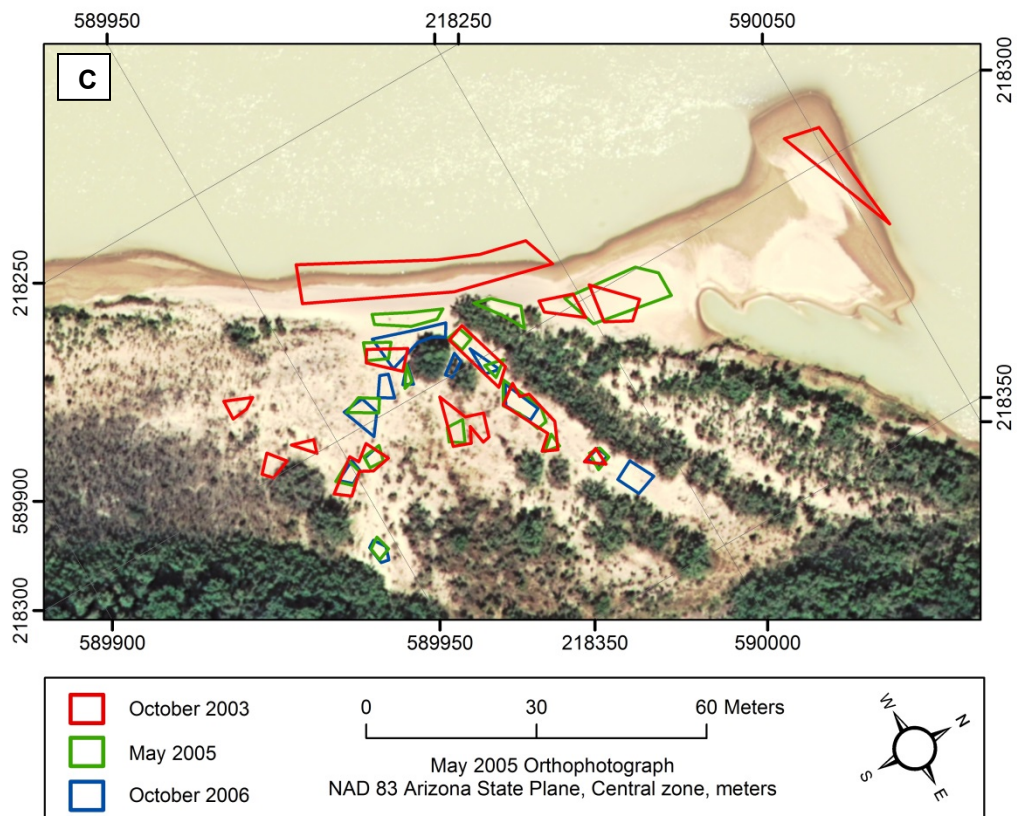 589950 218250 590050
C
218300
218250
218350
589900
218300
589900 589950 218350 590000
October 2003
May 2005
October 2006
0 30 60 Meters
May 2005 Orthophotograph
NAD 83 Arizona State Plane, Central zone, meters
W N
S E